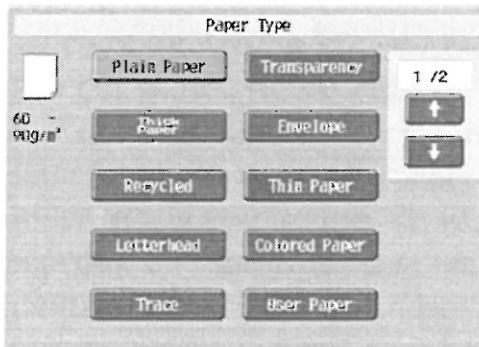 Paper Type
Plain Paper
Transparency
1 /2
60 -
90g/m²
Thick
Paper
Envelope
Recycled
Thin Paper
Letterhead
Colored Paper
Trace
User Paper